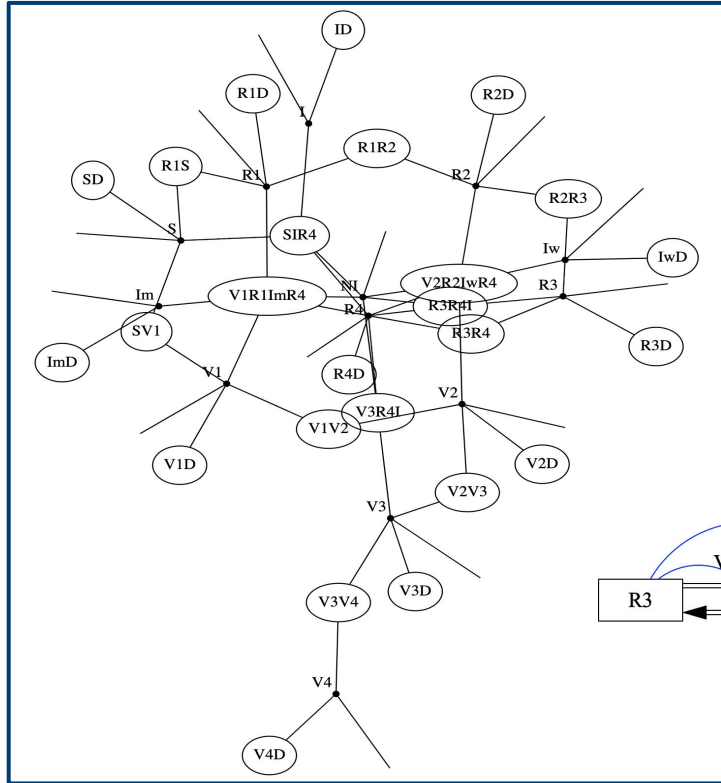 ID
I
R1D
R2D
R1R2
R1S
R1
R2
SD
R2R3
S
SIR4
Iw
IwD
V2R2IwR4
R3
Im
V1R1ImR4
NI
R3R4I
R4
R3R4
SV1
ImD
R3D
V1
R4D
V2
V3R4I
V1V2
V1D
V2D
V2V3
V3
V
V3D
V3V4
R3
V4
V4D